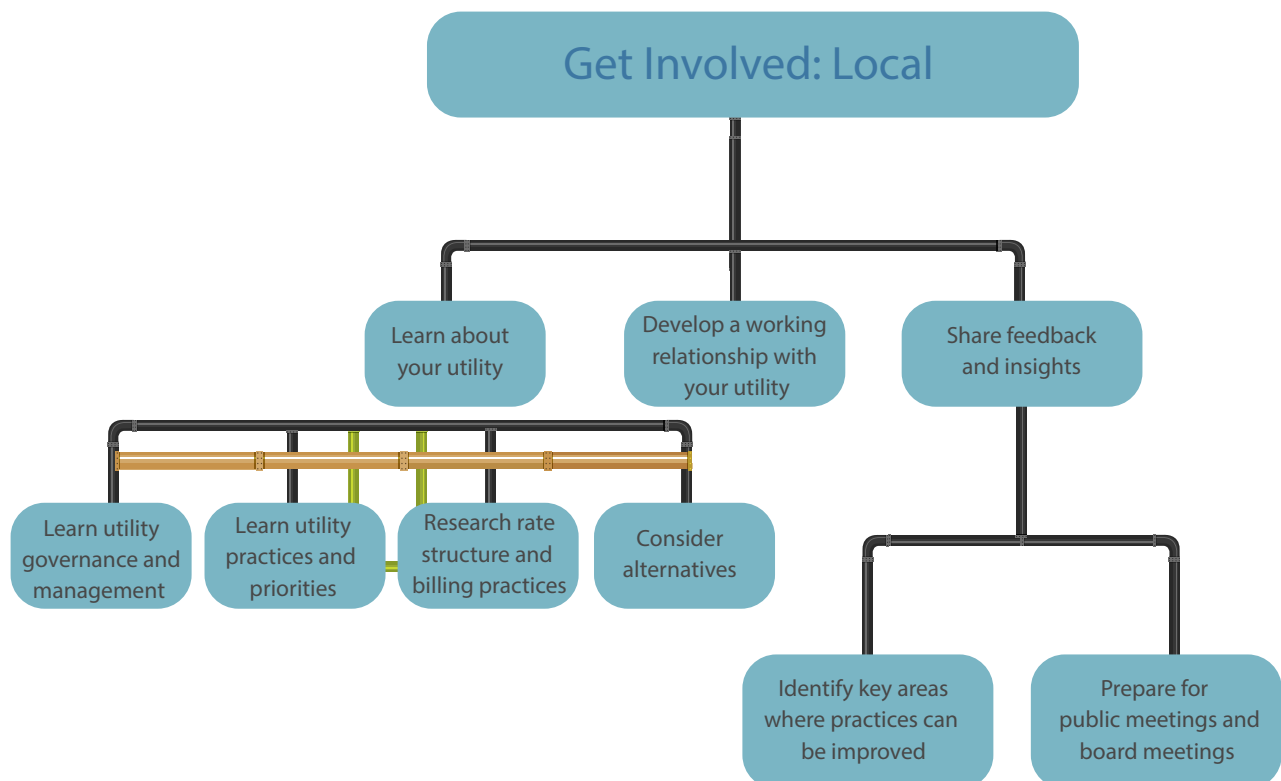 Get Involved: Local
Learn about
your utility
Develop a working
relationship with
your utility
Share feedback
and insights
Learn utility
governance and
management
Learn utility
practices and
priorities
Research rate
structure and
billing practices
Consider
alternatives
Identify key areas
where practices can
be improved
Prepare for
public meetings and
board meetings